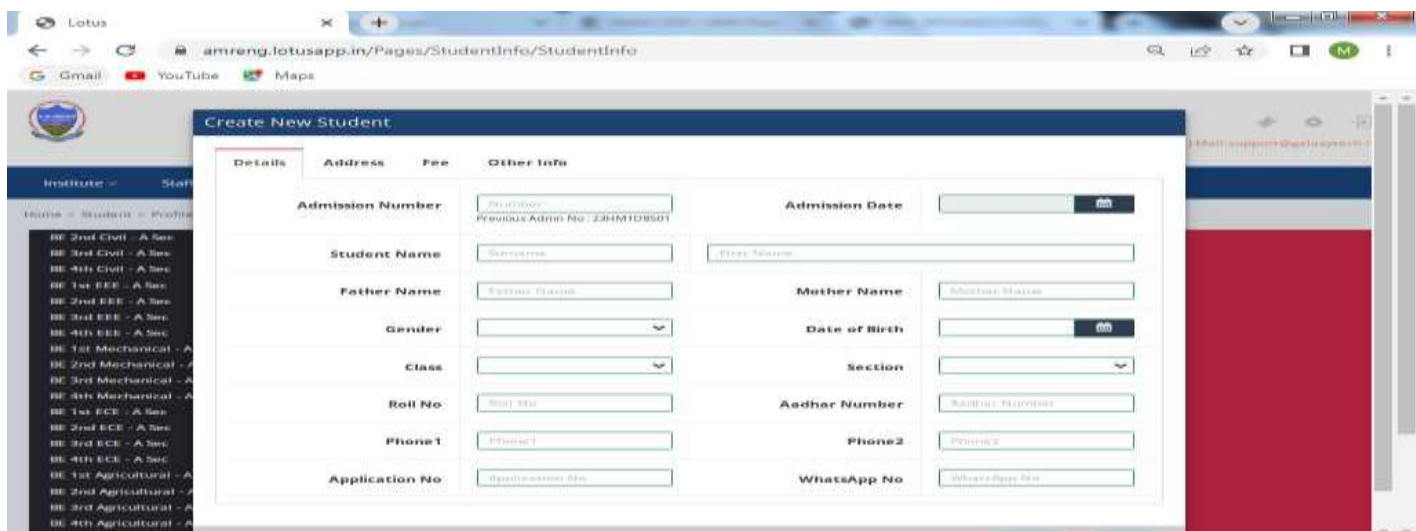 Lotus
amreng.lotusapp.in/Pages/StudentInfo/StudentInfo
M
Gmail YouTube Maps
Create New Student
Details Address Fee Other Info
Institute Staff
Home > Student > Profile
Admission Number Number Admission Date
Previous Admn No : 23HM1D8501
Student Name Surname First Name
Father Name Father Name Mother Name Mother Name
Gender Date of Birth
Class Section
Roll No Roll No Aadhar Number Aadhar Number
Phone1 Phone1 Phone2 Phone2
Application No Application No WhatsApp No WhatsApp No
BE 2nd Civil - A Sec
BE 3rd Civil - A Sec
BE 4th Civil - A Sec
BE 1st EEE - A Sec
BE 2nd EEE - A Sec
BE 3rd EEE - A Sec
BE 4th EEE - A Sec
BE 1st Mechanical - A
BE 2nd Mechanical - A
BE 3rd Mechanical - A
BE 4th Mechanical - A
BE 1st ECE - A Sec
BE 2nd ECE - A Sec
BE 3rd ECE - A Sec
BE 4th ECE - A Sec
BE 1st Agricultural - A
BE 2nd Agricultural - A
BE 3rd Agricultural - A
BE 4th Agricultural - A